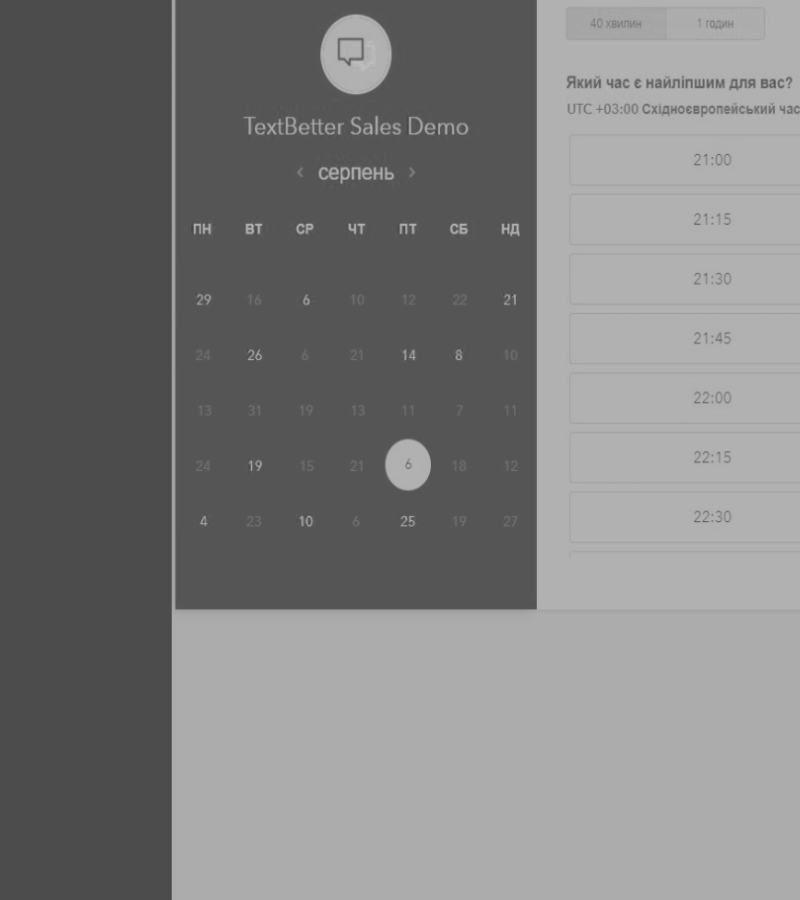 TextBetter Sales Demo
‹ серпень ›
ПН ВТ СР ЧТ ПТ СБ НД
29 16 6 10 12 22 21
24 26 6 21 14 8 10
13 31 19 13 11 7 11
24 19 15 21 6 18 12
4 23 10 6 25 19 27
40 хвилин 1 годин
Який час є найліпшим для вас?
UTC +03:00 Східноєвропейський час
21:00
21:15
21:30
21:45
22:00
22:15
22:30